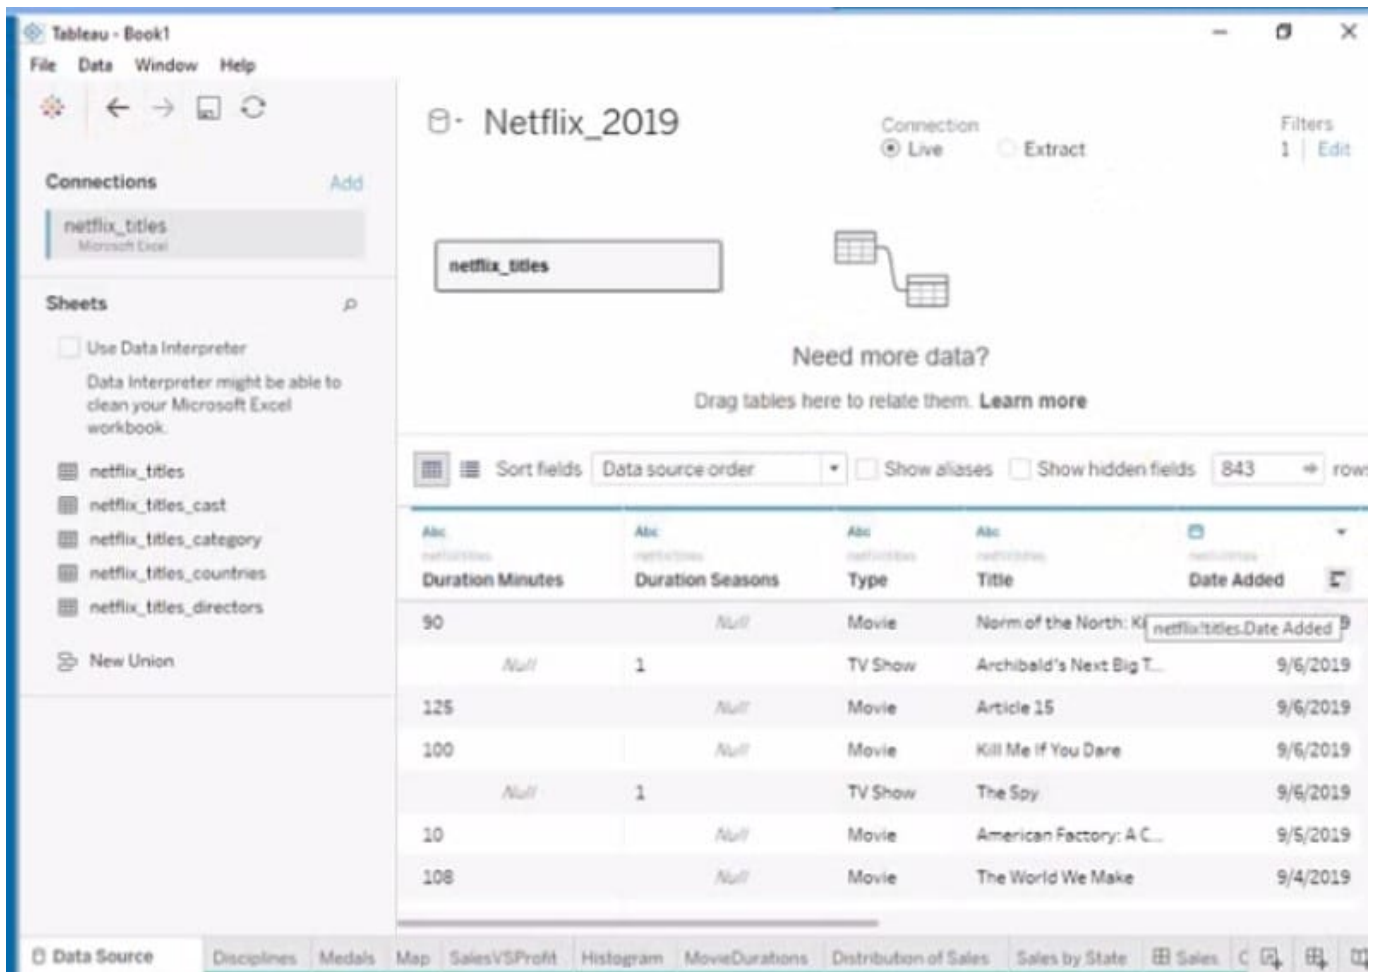 Tableau - Book1
File Data Window Help
Netflix_2019
Connection
Live Extract
Filters
1 Edit
Connections Add
netflix_titles
Microsoft Excel
netflix_titles
Sheets
Use Data Interpreter
Data Interpreter might be able to
clean your Microsoft Excel
workbook.
Need more data?
Drag tables here to relate them. Learn more
netflix_titles
netflix_titles_cast
netflix_titles_category
netflix_titles_countries
netflix_titles_directors
New Union
Sort fields Data source order Show aliases Show hidden fields 843 rows
Abc Abc Abc Abc
Duration Minutes Duration Seasons Type Title Date Added
90 Null Movie Norm of the North: Ki
netflix!titles.Date Added 9
Null 1 TV Show Archibald's Next Big T... 9/6/2019
125 Null Movie Article 15 9/6/2019
100 Null Movie Kill Me If You Dare 9/6/2019
Null 1 TV Show The Spy 9/6/2019
10 Null Movie American Factory: A C... 9/5/2019
108 Null Movie The World We Make 9/4/2019
Data Source Disciplines Medals Map SalesVSProfit Histogram MovieDurations Distribution of Sales Sales by State Sales C